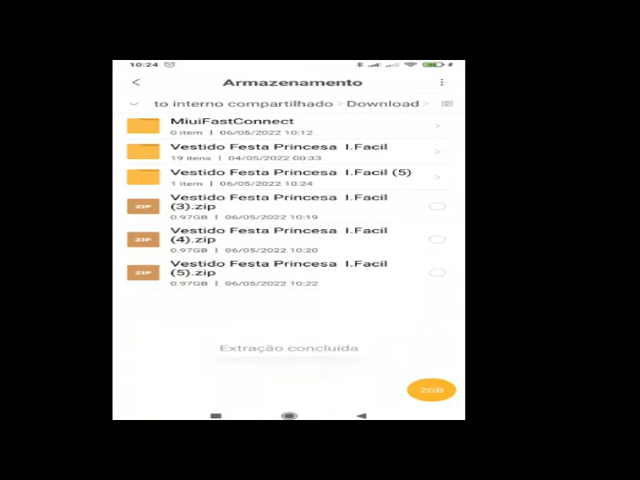 10:24
Armazenamento
to interno compartilhado > Download >
MiuiFastConnect
0 item | 06/05/2022 10:12
Vestido Festa Princesa I.Facil
19 itens | 04/05/2022 00:33
Vestido Festa Princesa I.Facil (5)
1 item | 06/05/2022 10:24
Vestido Festa Princesa I.Facil
(3).zip
ZIP
0.97GB | 06/05/2022 10:19
Vestido Festa Princesa I.Facil
(4).zip
ZIP
0.97GB | 06/05/2022 10:20
Vestido Festa Princesa I.Facil
(5).zip
ZIP
0.97GB | 06/05/2022 10:22
Extração concluída
2GB